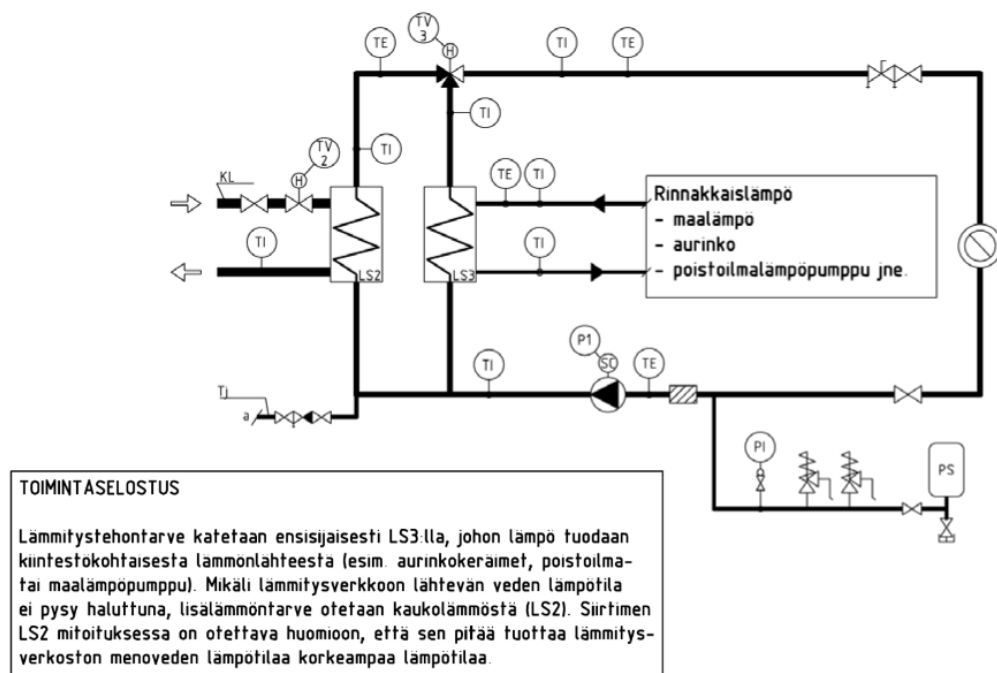 TV
3
TE
H
TI
TE
TI
TV
2
TI
KL
H
TE
TI
Rinnakkaislämpö
- maalämpö
- aurinko
- poistoilmalämpöpumppu jne.
TI
TI
LS2
LS3
P1
SC
TI
TE
Tj
a
PI
PS
TOIMINTASELOSTUS
Lämmitystehontarve katetaan ensisijaisesti LS3:lla, johon lämpö tuodaan
kiintestökohtaisesta lämmönlähteestä (esim. aurinkokeräimet, poistoilma-
tai maalämpöpumppu). Mikäli lämmitysverkkoon lähtevän veden lämpötila
ei pysy haluttuna, lisälämmöntarve otetaan kaukolämmöstä (LS2). Siirtimen
LS2 mitoituksessa on otettava huomioon, että sen pitää tuottaa lämmitys-
verkoston menoveden lämpötilaa korkeampaa lämpötilaa.